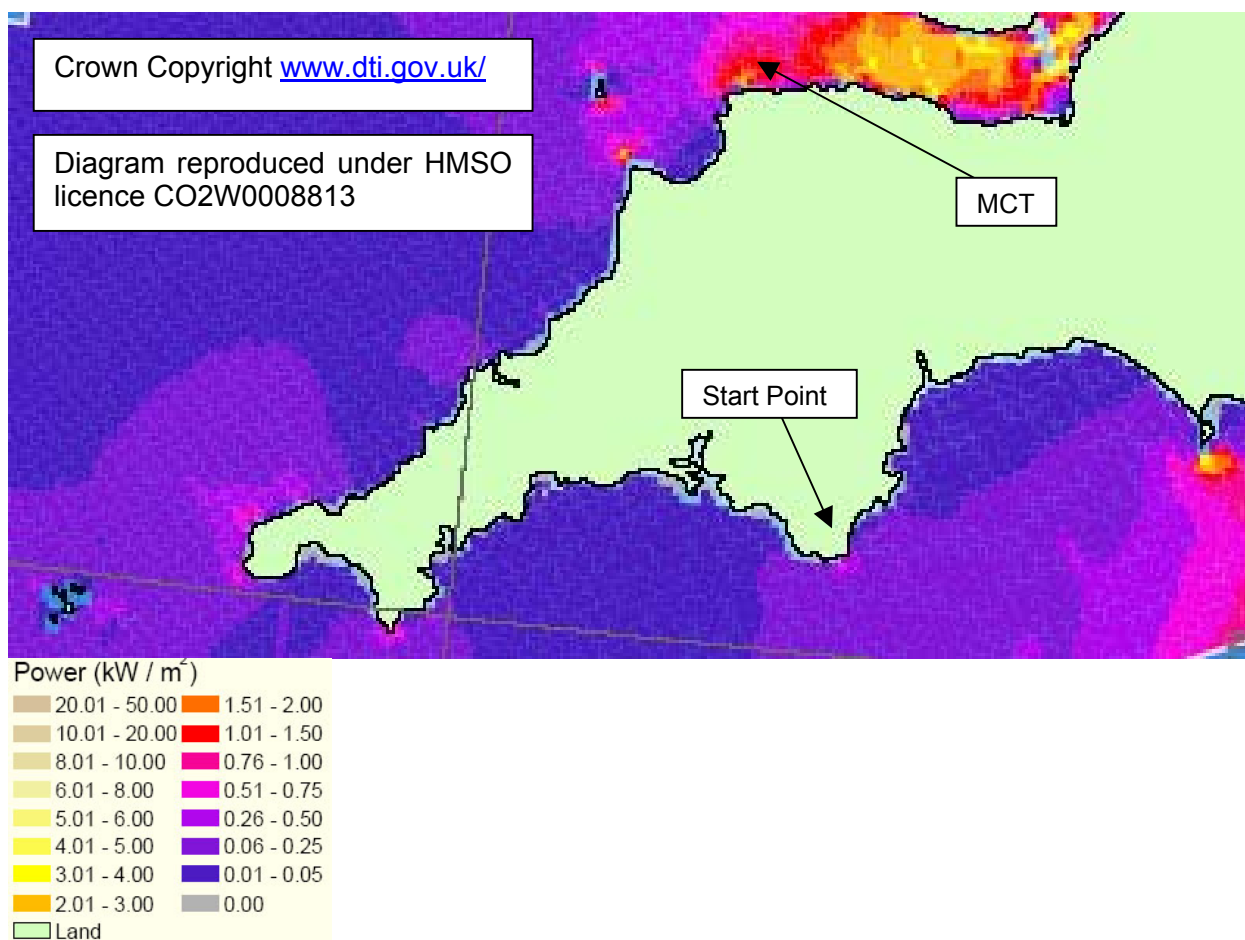 Crown Copyright www.dti.gov.uk/
Diagram reproduced under HMSO
licence CO2W0008813
MCT
Start Point
Power (kW / m²)
20.01 - 50.00
10.01 - 20.00
8.01 - 10.00
6.01 - 8.00
5.01 - 6.00
4.01 - 5.00
3.01 - 4.00
2.01 - 3.00
Land
1.51 - 2.00
1.01 - 1.50
0.76 - 1.00
0.51 - 0.75
0.26 - 0.50
0.06 - 0.25
0.01 - 0.05
0.00